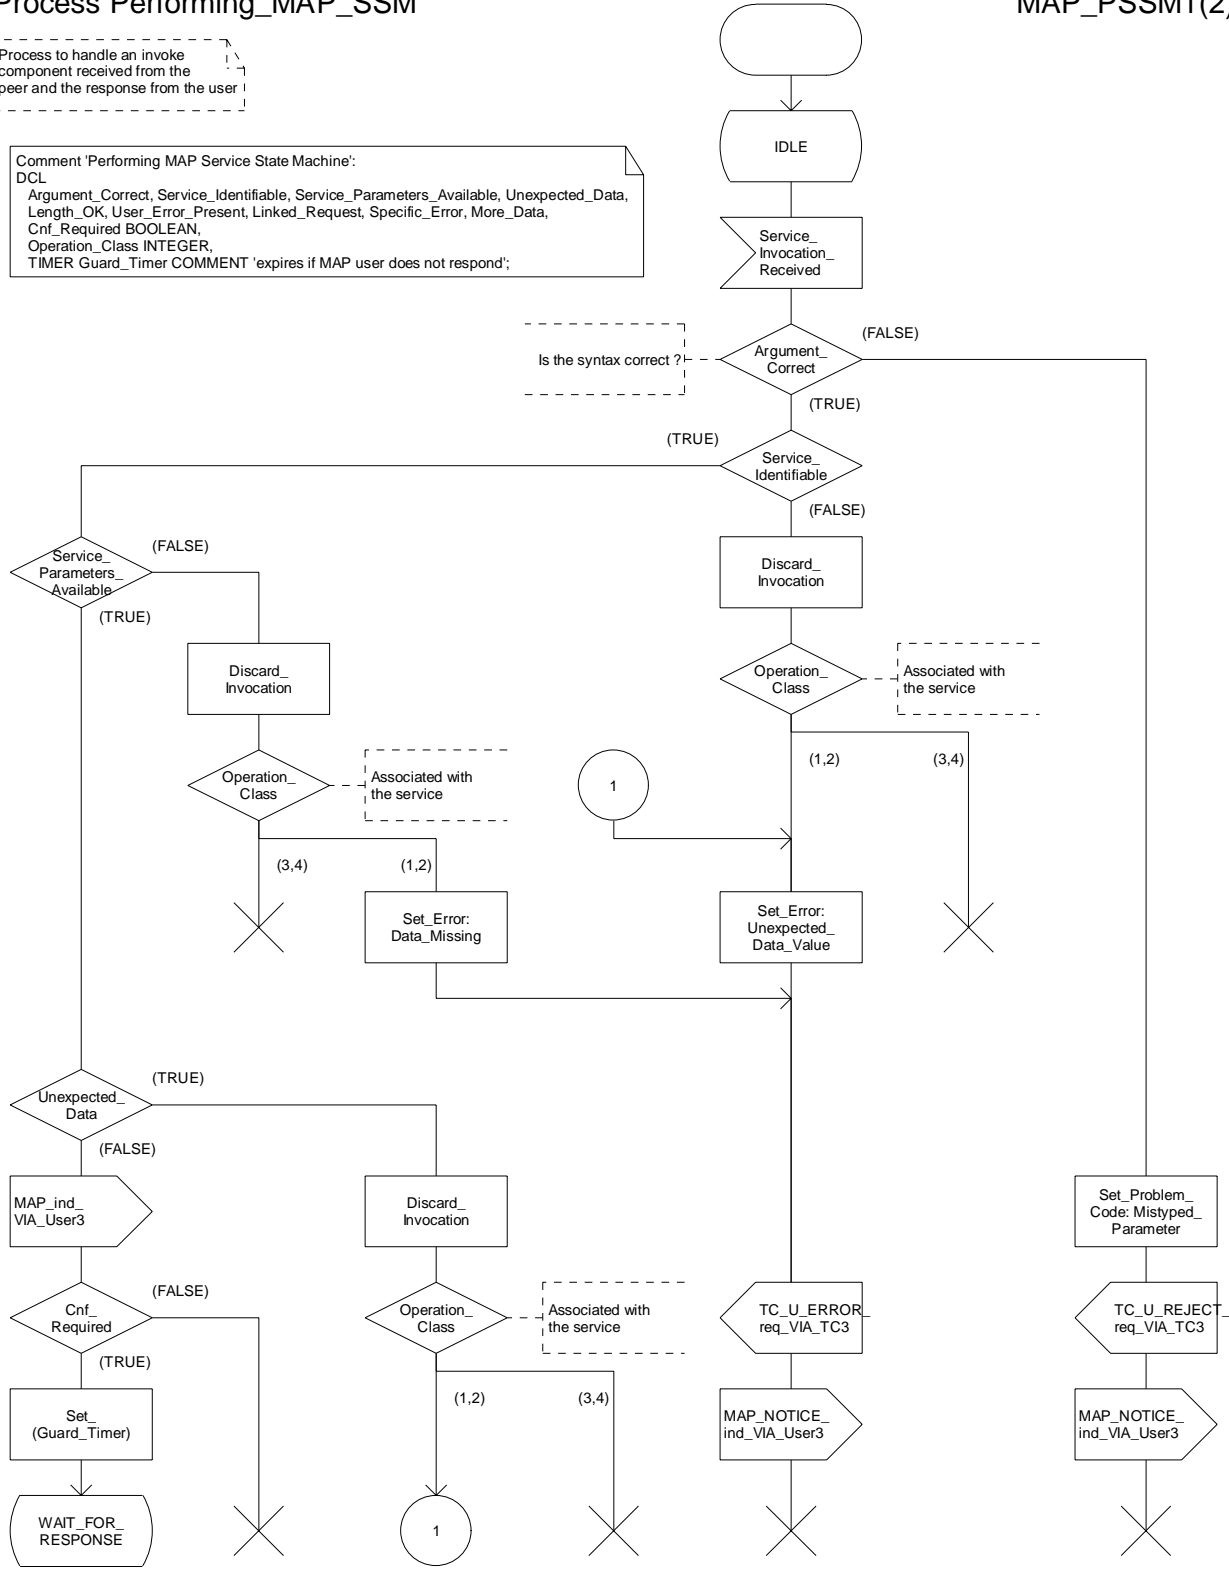 Process Performing_MAP_SSM
MAP_PSSM1(2)
Process to handle an invoke
component received from the
peer and the response from the user
Comment 'Performing MAP Service State Machine':
DCL
Argument_Correct, Service_Identifiable, Service_Parameters_Available, Unexpected_Data,
Length_OK, User_Error_Present, Linked_Request, Specific_Error, More_Data,
Cnf_Required BOOLEAN,
Operation_Class INTEGER,
TIMER Guard_Timer COMMENT 'expires if MAP user does not respond';
IDLE
Service_
Invocation_
Received
Is the syntax correct ?
Argument_
Correct
(FALSE)
(TRUE)
(TRUE)
Service_
Identifiable
(FALSE)
Service_
Parameters_
Available
(FALSE)
(TRUE)
Discard_
Invocation
Discard_
Invocation
Operation_
Class
Associated with
the service
Operation_
Class
Associated with
the service
1
(1,2)
(3,4)
(3,4)
(1,2)
Set_Error:
Data_Missing
Set_Error:
Unexpected_
Data_Value
Unexpected_
Data
(TRUE)
(FALSE)
MAP_ind_
VIA_User3
Discard_
Invocation
Set_Problem_
Code: Mistyped_
Parameter
Cnf_
Required
(FALSE)
(TRUE)
Operation_
Class
Associated with
the service
TC_U_ERROR_
req_VIA_TC3
TC_U_REJECT_
req_VIA_TC3
Set_
(Guard_Timer)
(1,2)
(3,4)
MAP_NOTICE_
ind_VIA_User3
MAP_NOTICE_
ind_VIA_User3
WAIT_FOR_
RESPONSE
1